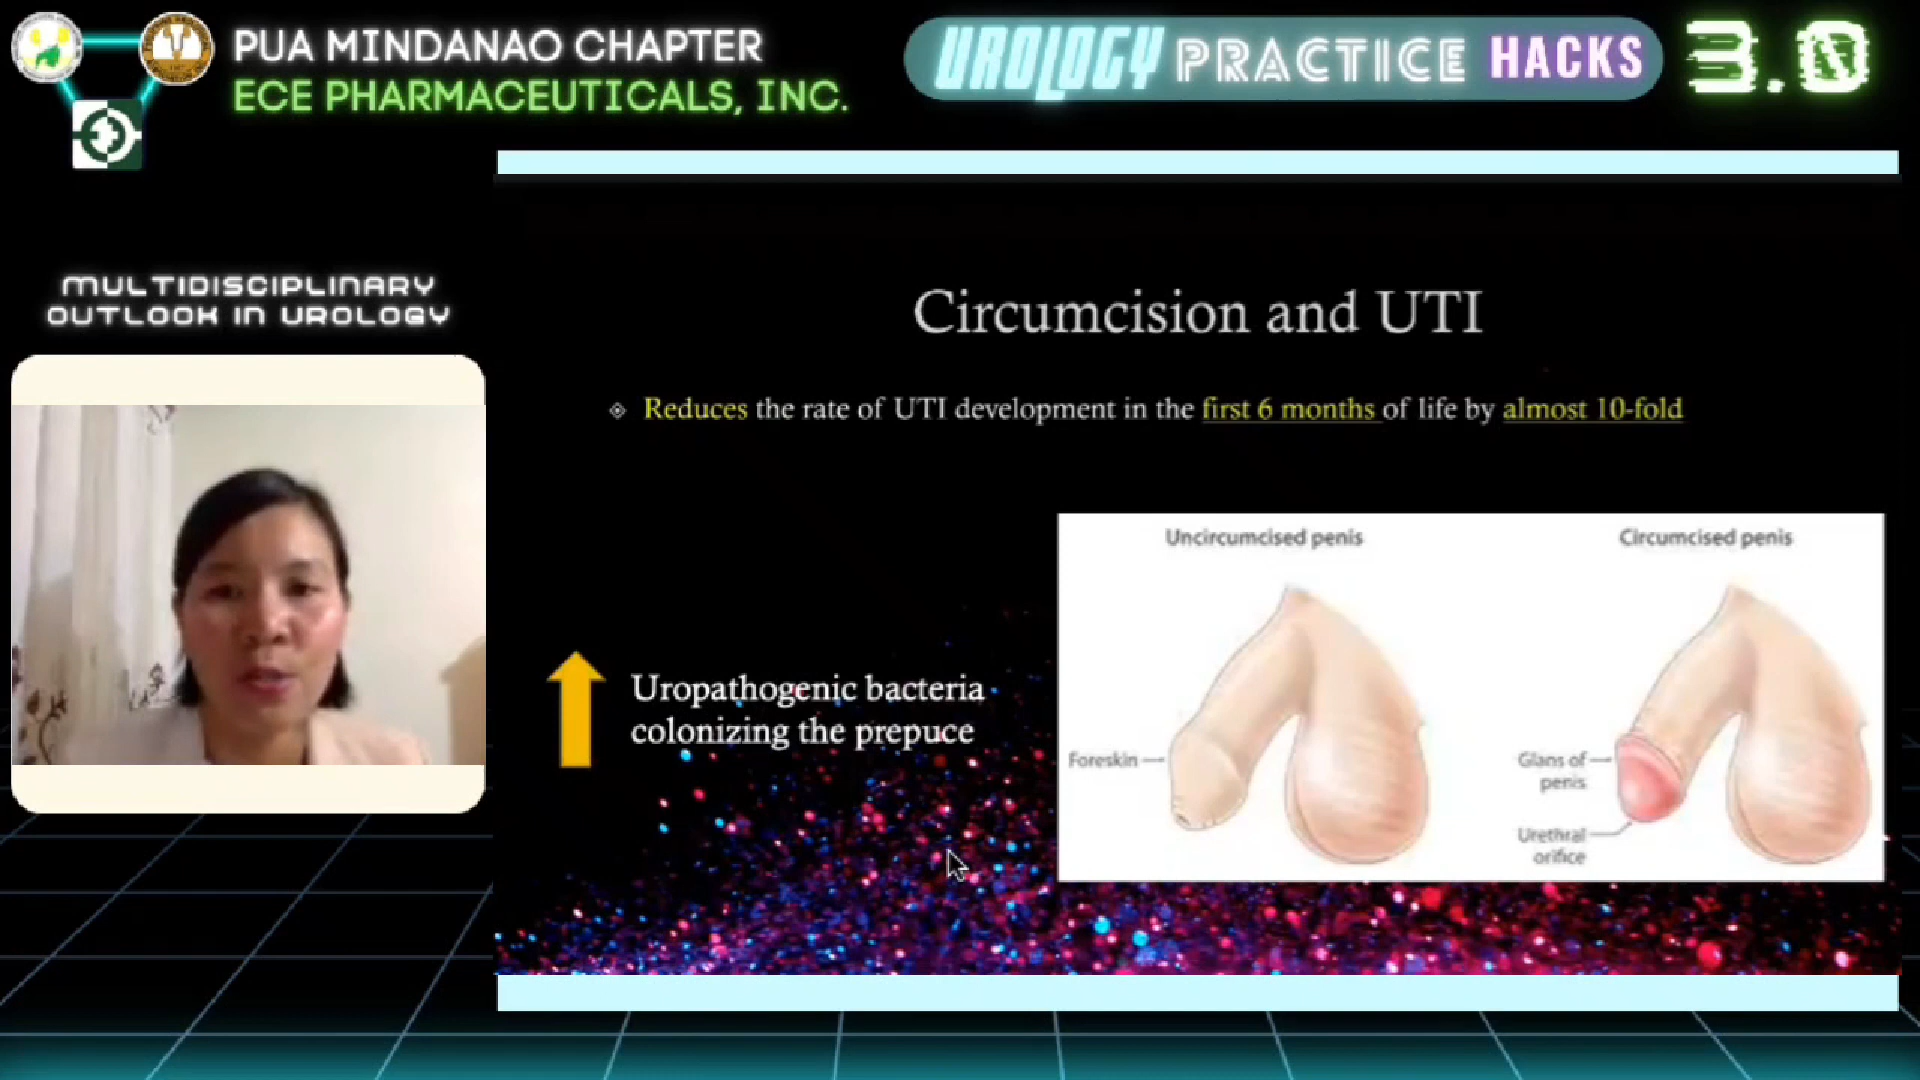 PUA MINDANAO CHAPTER
ECE PHARMACEUTICALS, INC.
UROLOGY PRACTICE HACKS 3.0
MULTIDISCIPLINARY
OUTLOOK IN UROLOGY
Circumcision and UTI
Reduces the rate of UTI development in the first 6 months of life by almost 10-fold
Uropathogenic bacteria
colonizing the prepuce
Uncircumcised penis
Circumcised penis
Foreskin
Glans of
penis
Urethral
orifice